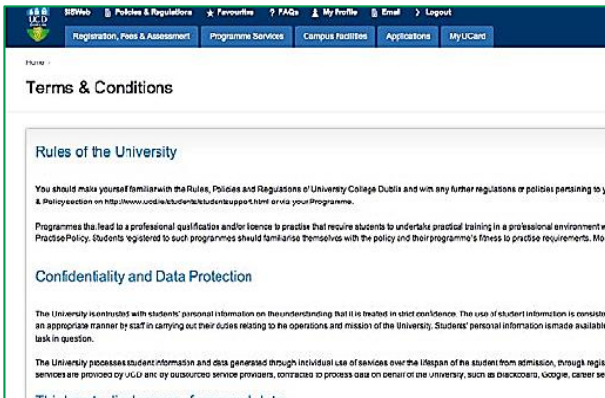 UCD
DUBLIN
SISWeb Policies & Regulations Favourites ? FAQs My Profile Email > Logout
Registration, Fees & Assessment Programme Services Campus Facilities Applications MyUCard
Home ›
Terms & Conditions
Rules of the University
You should make yourself familiar with the Rules, Policies and Regulations of University College Dublin and with any further regulations or policies pertaining to y
& Policy section on http://www.ucd.ie/students/studentsupport.html or via your Programme.
Programmes that lead to a professional qualification and/or licence to practise that require students to undertake practical training in a professional environment w
Practise Policy. Students registered to such programmes should familiarise themselves with the policy and their programme's fitness to practise requirements. Mo
Confidentiality and Data Protection
The University is entrusted with students' personal information on the understanding that it is treated in strict confidence. The use of student information is consiste
an appropriate manner by staff in carrying out their duties relating to the operations and mission of the University. Students' personal information is made available
task in question.
The University processes student information and data generated through individual use of services over the lifespan of the student from admission, through regis
services are provided by UCD and by outsourced service providers, contracted to process data on behalf of the university, such as Blackboard, Google, career se